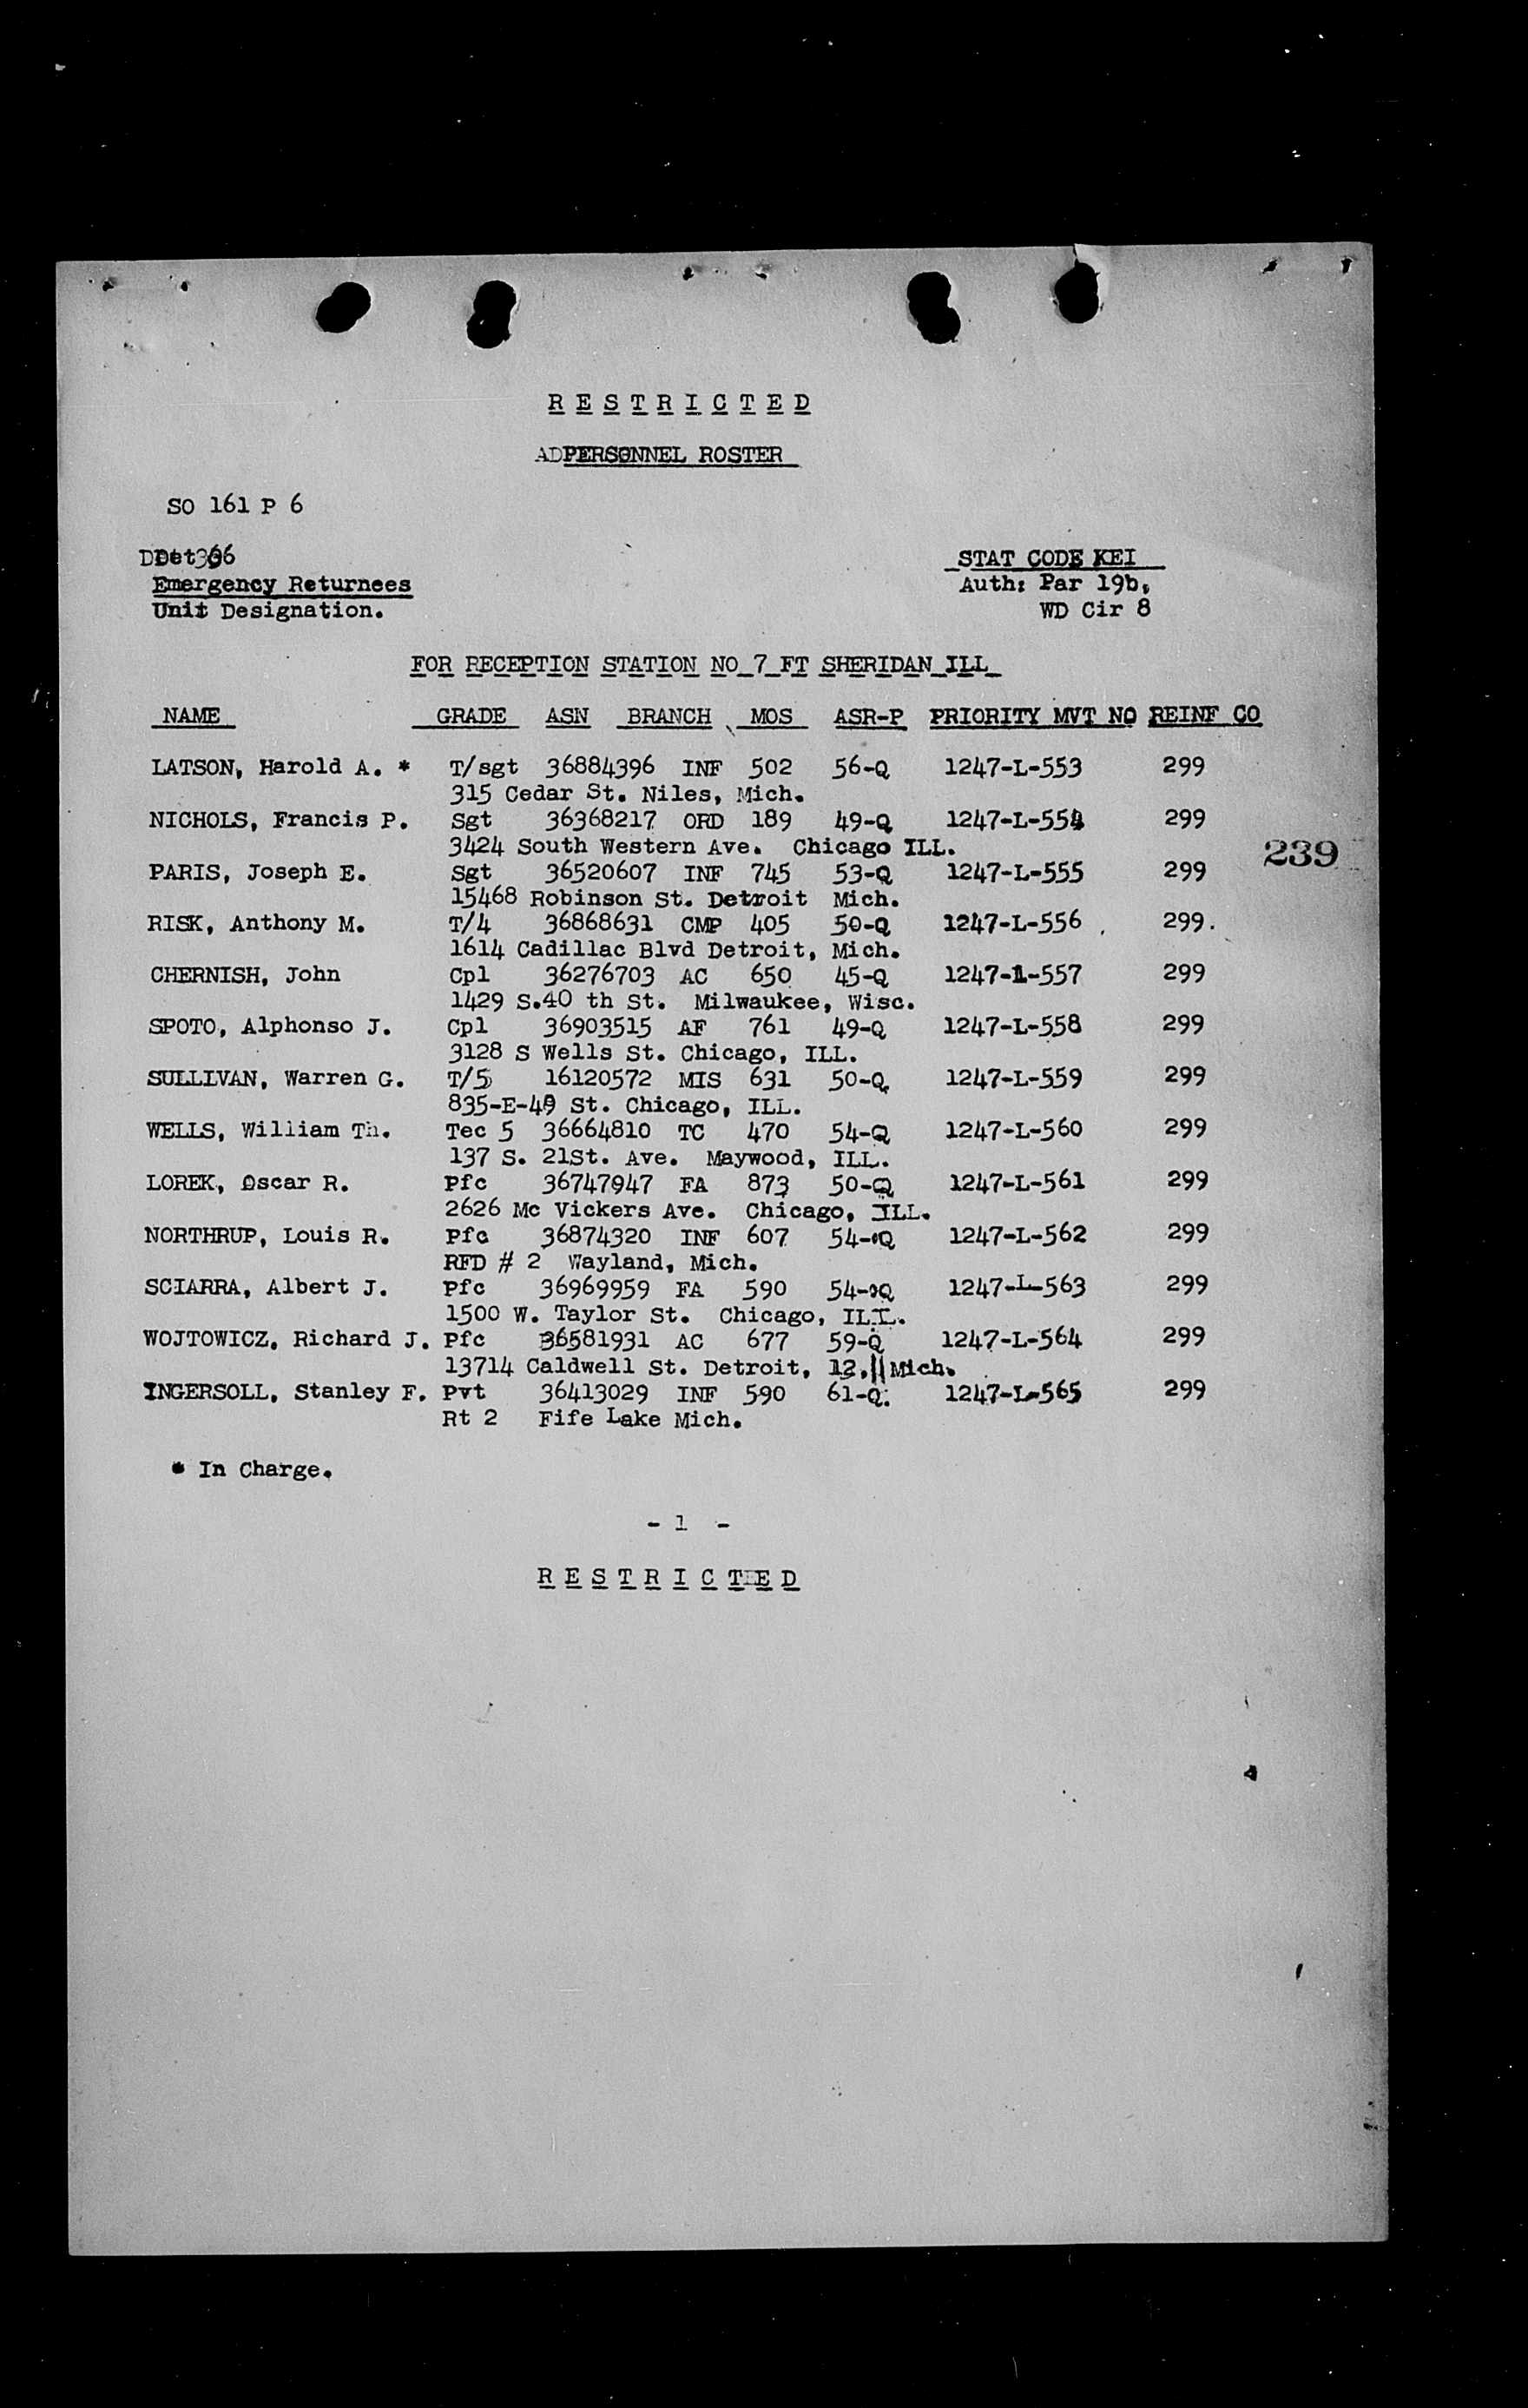 R E S T R I C T E D
PERSONNEL ROSTER
SO 161 P 6
Det 36
Emergency Returnees
Unit Designation.
STAT CODE KEI
Auth: Par 19b,
WD Cir 8
FOR RECEPTION STATION NO 7 FT SHERIDAN ILL
NAME GRADE ASN BRANCH MOS ASR-P PRIORITY MVT NO REINF CO
LATSON, Harold A. * T/sgt 36884396 INF 502 56-Q 1247-L-553 299
315 Cedar St. Niles, Mich.
NICHOLS, Francis P. Sgt 36368217 ORD 189 49-Q 1247-L-554 299
3424 South Western Ave. Chicago ILL.
239
PARIS, Joseph E. Sgt 36520607 INF 745 53-Q 1247-L-555 299
15468 Robinson St. Detroit Mich.
RISK, Anthony M. T/4 36868631 CMP 405 50-Q 1247-L-556 299.
1614 Cadillac Blvd Detroit, Mich.
CHERNISH, John Cpl 36276703 AC 650 45-Q 1247-1-557 299
1429 S.40 th St. Milwaukee, Wisc.
SPOTO, Alphonso J. Cpl 36903515 AF 761 49-Q 1247-L-558 299
3128 S Wells St. Chicago, ILL.
SULLIVAN, Warren G. T/5 16120572 MIS 631 50-Q 1247-L-559 299
835-E-49 St. Chicago, ILL.
WELLS, William Th. Tec 5 36664810 TC 470 54-Q 1247-L-560 299
137 S. 21St. Ave. Maywood, ILL.
LOREK, Oscar R. Pfc 36747947 FA 873 50-Q 1247-L-561 299
2626 Mc Vickers Ave. Chicago, ILL.
NORTHRUP, Louis R. Pfc 36874320 INF 607 54-Q 1247-L-562 299
RFD # 2 Wayland, Mich.
SCIARRA, Albert J. Pfc 36969959 FA 590 54-Q 1247-L-563 299
1500 W. Taylor St. Chicago, ILL.
WOJTOWICZ, Richard J. Pfc 36581931 AC 677 59-Q 1247-L-564 299
13714 Caldwell St. Detroit, 12, Mich.
INGERSOLL, Stanley F. Pvt 36413029 INF 590 61-Q 1247-L-565 299
Rt 2 Fife Lake Mich.
* In Charge.
- 1 -
R E S T R I C T E D